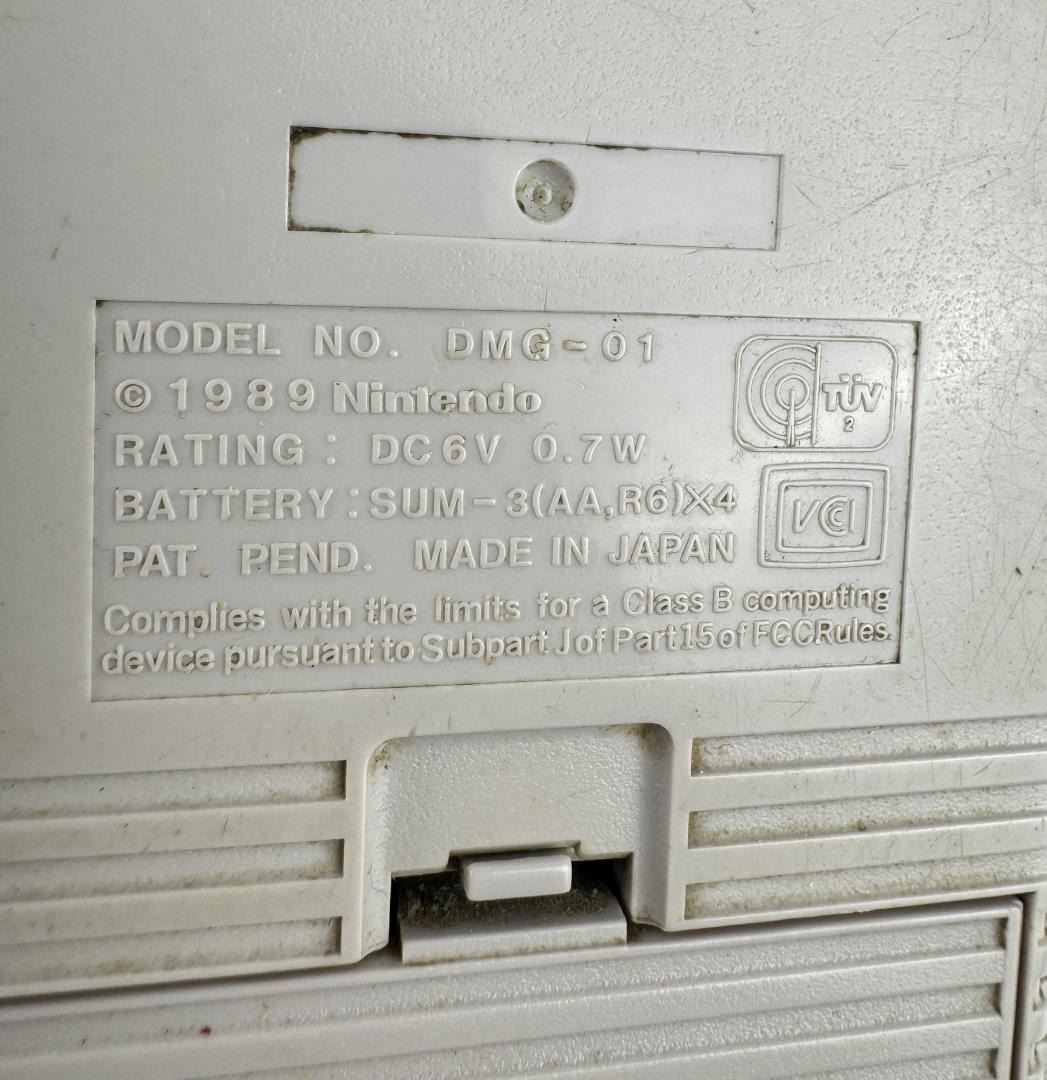 MODEL NO. DMG-01
©1989 Nintendo
RATING: DC6V 0.7W
BATTERY:SUM-3(AA,R6)X4
PAT. PEND. MADE IN JAPAN
Complies with the limits for a Class B computing
device pursuant to Subpart J of Part 15 of FCC Rules.
TÜV
2
VCCI